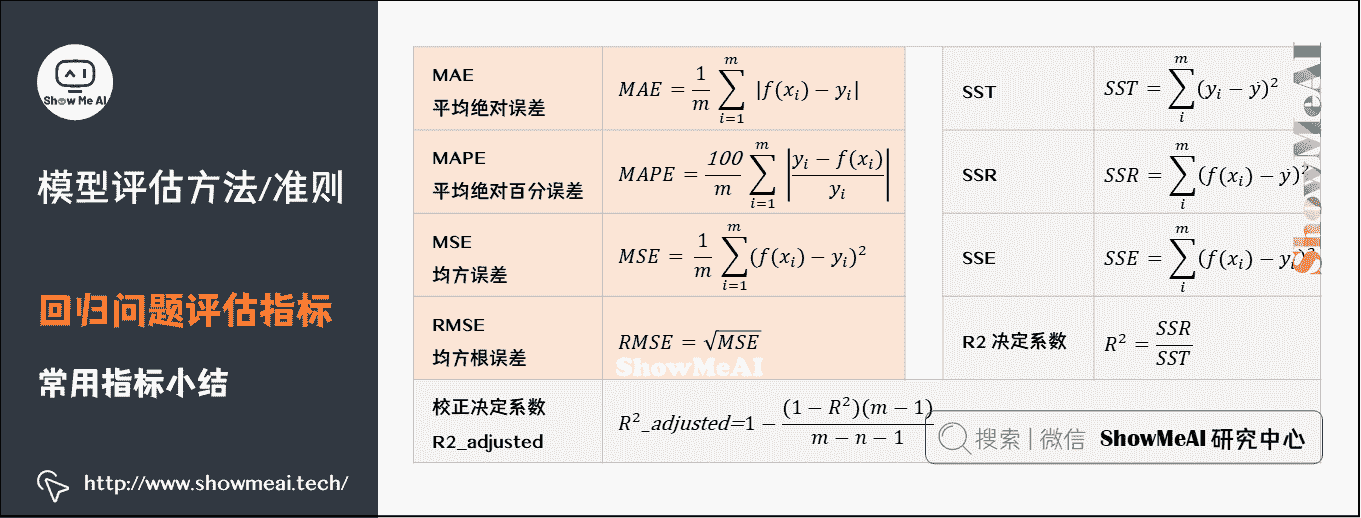 Show Me AI
模型评估方法/准则
回归问题评估指标
常用指标小结
http://www.showmeai.tech/
MAE
平均绝对误差
MAE = \frac{1}{m} \sum_{i=1}^{m} |f(x_i) - y_i|
MAPE
平均绝对百分误差
MAPE = \frac{100}{m} \sum_{i=1}^{m} \left| \frac{y_i - f(x_i)}{y_i} \right|
MSE
均方误差
MSE = \frac{1}{m} \sum_{i=1}^{m} (f(x_i) - y_i)^2
RMSE
均方根误差
RMSE = \sqrt{MSE}
ShowMeAI
SST
SST = \sum_{i}^{m} (y_i - \dot{y})^2
SSR
SSR = \sum_{i}^{m} (f(x_i) - \dot{y})^2
SSE
SSE = \sum_{i}^{m} (f(x_i) - y_i)^2
R2 决定系数
R^2 = \frac{SSR}{SST}
校正决定系数
R2_adjusted
R^2\_adjusted=1 - \frac{(1 - R^2)(m - 1)}{m - n - 1}
ShowMeAI
搜索 | 微信 ShowMeAI 研究中心